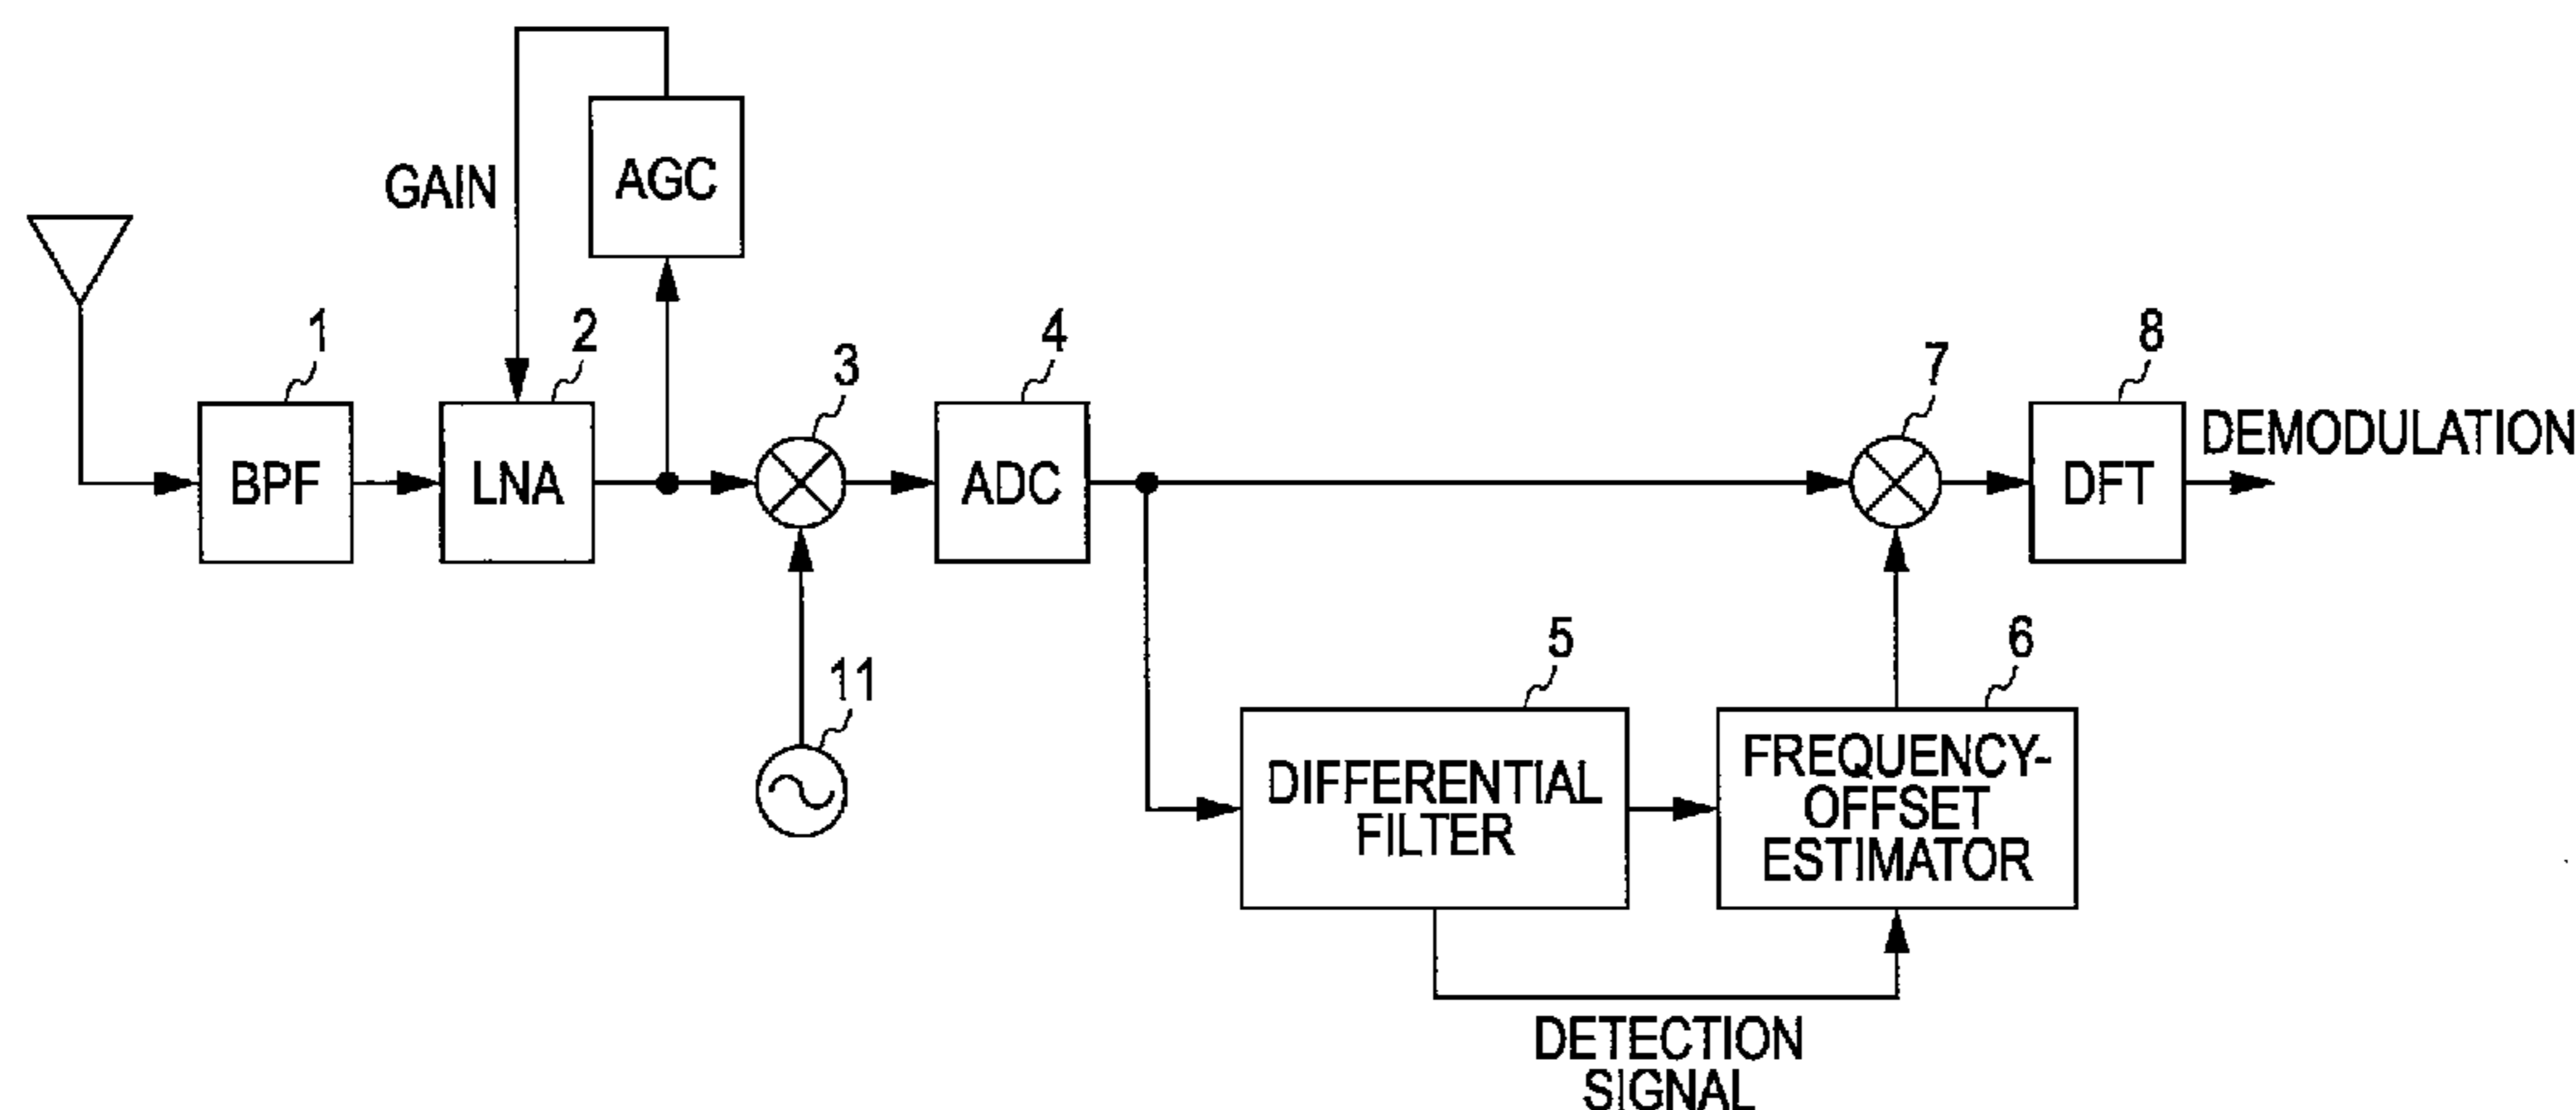 AGC
GAIN
1
2
3
4
7
8
BPF
LNA
ADC
DFT
DEMODULATION
11
5
6
DIFFERENTIAL
FILTER
FREQUENCY-
OFFSET
ESTIMATOR
DETECTION
SIGNAL